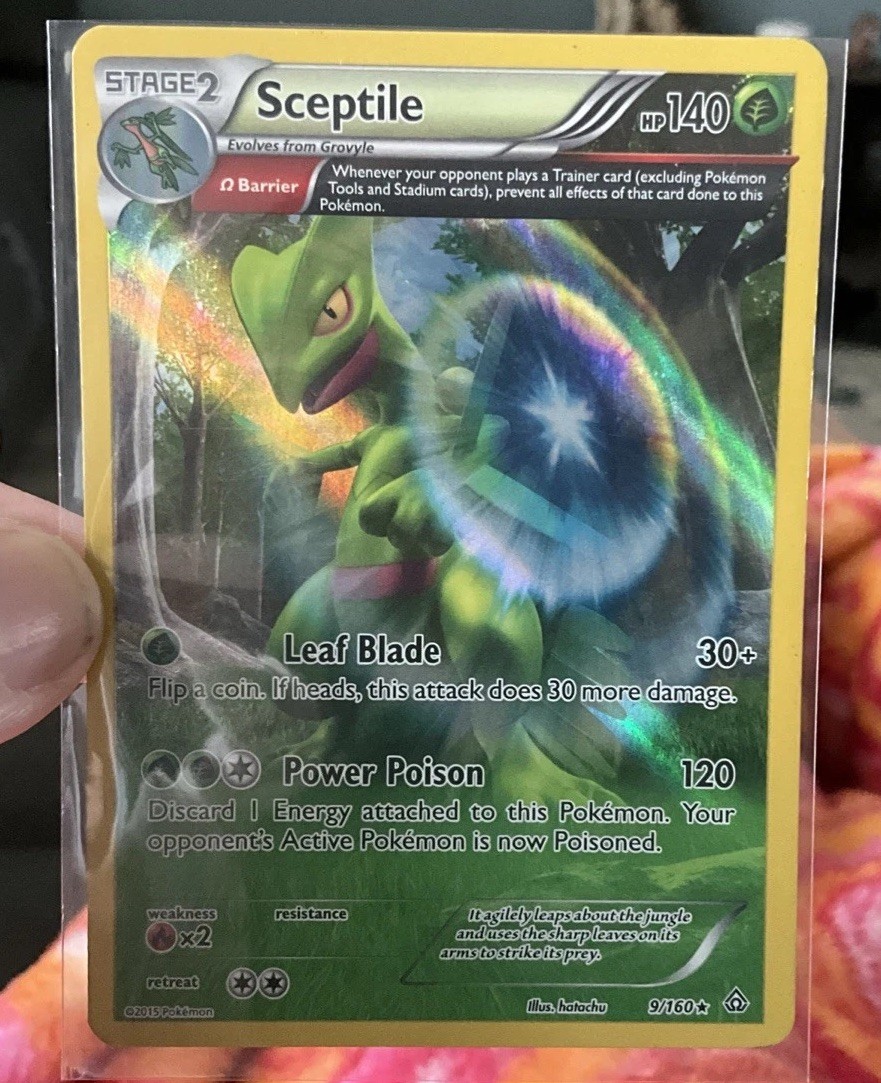 STAGE2
Sceptile
HP140
Evolves from Grovyle
Ω Barrier
Whenever your opponent plays a Trainer card (excluding Pokémon
Tools and Stadium cards), prevent all effects of that card done to this
Pokémon.
Leaf Blade 30+
Flip a coin. If heads, this attack does 30 more damage.
Power Poison 120
Discard 1 Energy attached to this Pokémon. Your
opponent's Active Pokémon is now Poisoned.
weakness
x2
resistance
retreat
It agilely leaps about the jungle
and uses the sharp leaves on its
arms to strike its prey.
©2015 Pokémon
Illus. hatachu
9/160★